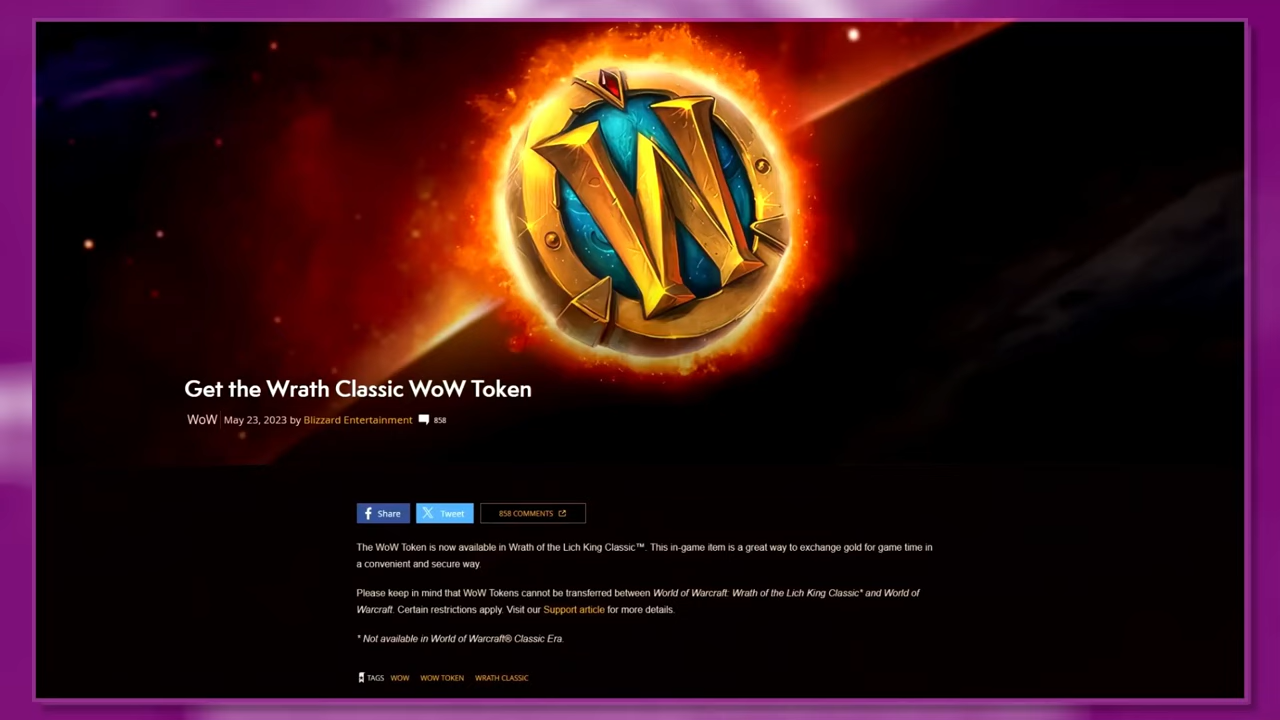 W
Get the Wrath Classic WoW Token
WoW May 23, 2023 by Blizzard Entertainment 858
f Share Tweet 858 COMMENTS
The WoW Token is now available in Wrath of the Lich King Classic™. This in-game item is a great way to exchange gold for game time in
a convenient and secure way.
Please keep in mind that WoW Tokens cannot be transferred between World of Warcraft: Wrath of the Lich King Classic* and World of
Warcraft. Certain restrictions apply. Visit our Support article for more details.
* Not available in World of Warcraft® Classic Era.
TAGS WOW WOW TOKEN WRATH CLASSIC